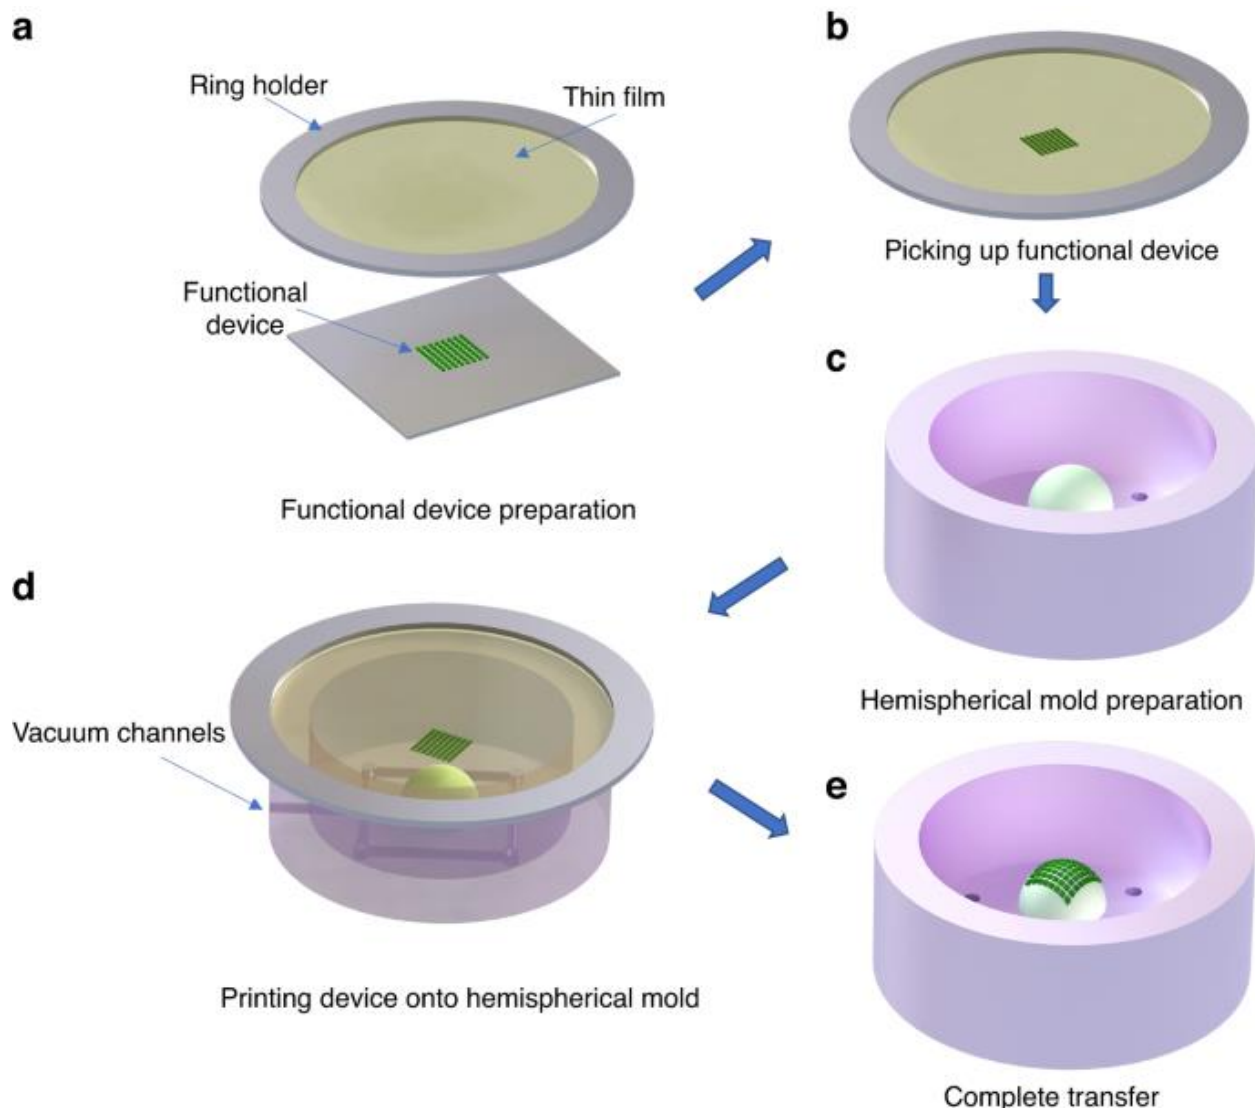 a
Ring holder
Thin film
Functional
device
Functional device preparation
b
Picking up functional device
c
Hemispherical mold preparation
d
Vacuum channels
Printing device onto hemispherical mold
e
Complete transfer